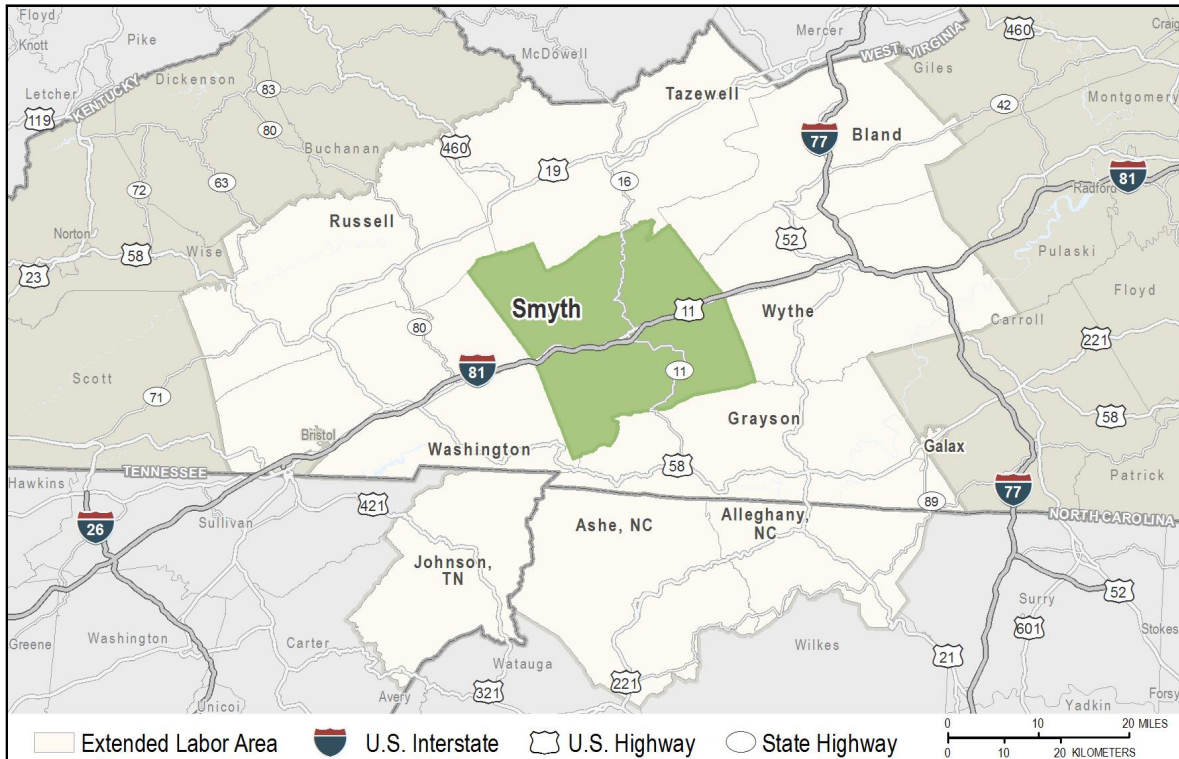 Floyd
Knott
Pike
Letcher
119
KENTUCKY
Dickenson
83
80
Buchanan
72
63
Norton
58
Wise
23
McDowell
Mercer
WEST VIRGINIA
460
Craig
Giles
Montgomery
42
Tazewell
460
19
16
77
Bland
81
Radford
Pulaski
Floyd
Russell
52
Smyth
11
Wythe
Carroll
221
80
81
11
Scott
71
Bristol
Washington
Grayson
58
Galax
58
Patrick
77
89
NORTH CAROLINA
TENNESSEE
Hawkins
26
Sullivan
421
Johnson,
TN
Ashe, NC
Alleghany,
NC
Surry
52
601
Stokes
Greene
Washington
Carter
Watauga
Wilkes
21
Unicoi
Avery
321
221
Yadkin
Forsy
Extended Labor Area
U.S. Interstate
U.S. Highway
State Highway
0 10 20 MILES
0 10 20 KILOMETERS